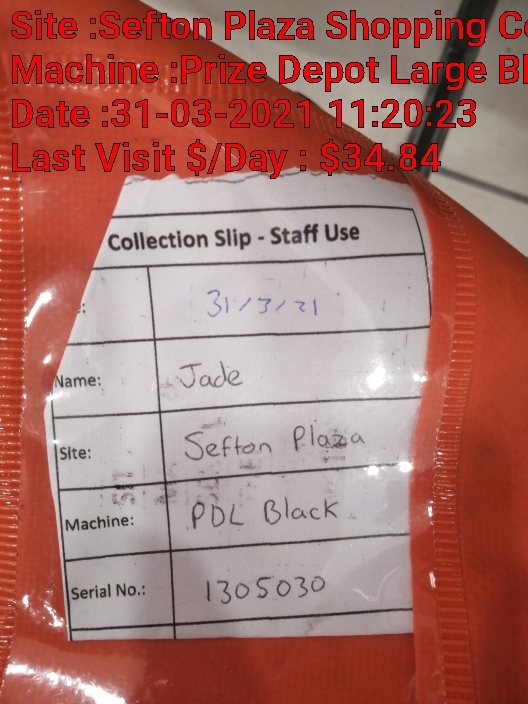 Site :Sefton Plaza Shopping Ce
Machine :Prize Depot Large Bl
Date :31-03-2021 11:20:23
Last Visit $/Day : $34.84
Collection Slip - Staff Use
: 31/3/21
Name: Jade
Site: Sefton Plaza
Machine: PDL Black
Serial No.: 1305030